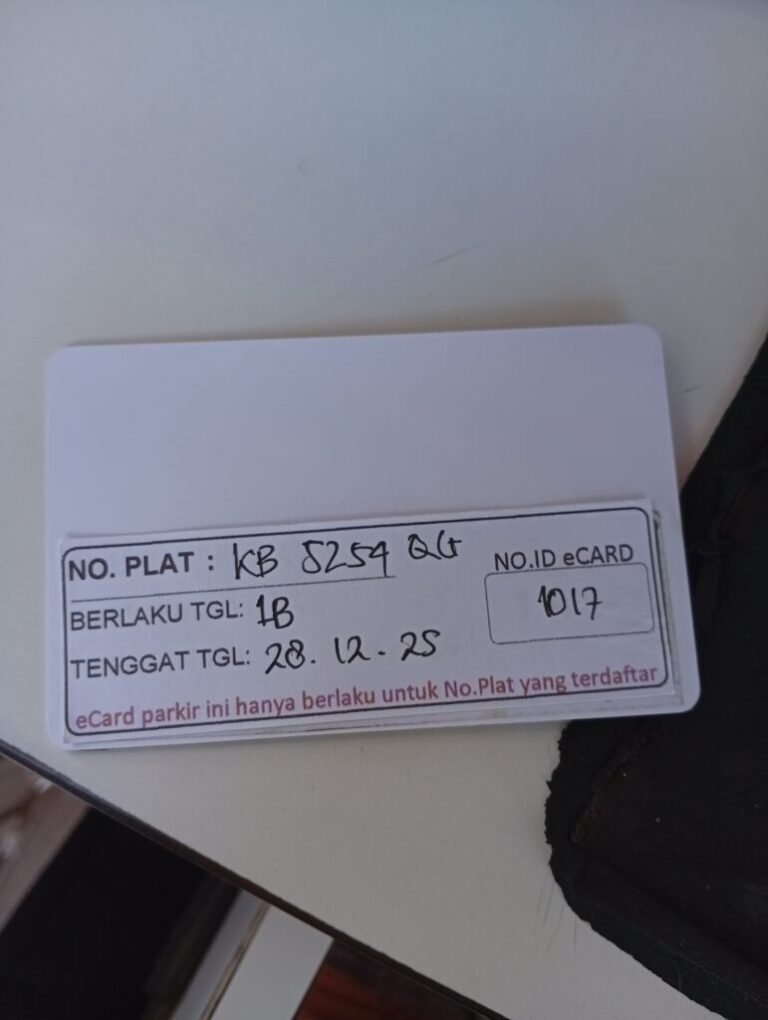 NO. PLAT : KB 5254 QG
NO.ID eCARD
BERLAKU TGL: 1B
1017
TENGGAT TGL: 28.12-25
eCard parkir ini hanya berlaku untuk No.Plat yang terdaftar